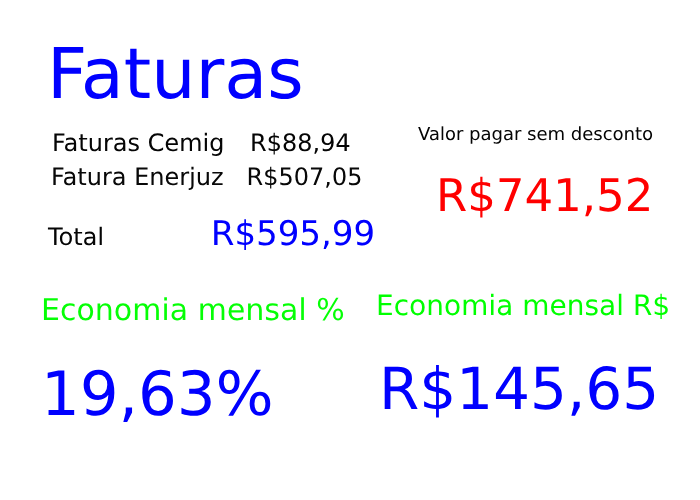 Faturas
Faturas Cemig R$88,94
Valor pagar sem desconto
Fatura Enerjuz R$507,05
R$741,52
Total R$595,99
Economia mensal %
Economia mensal R$
19,63%
R$145,65